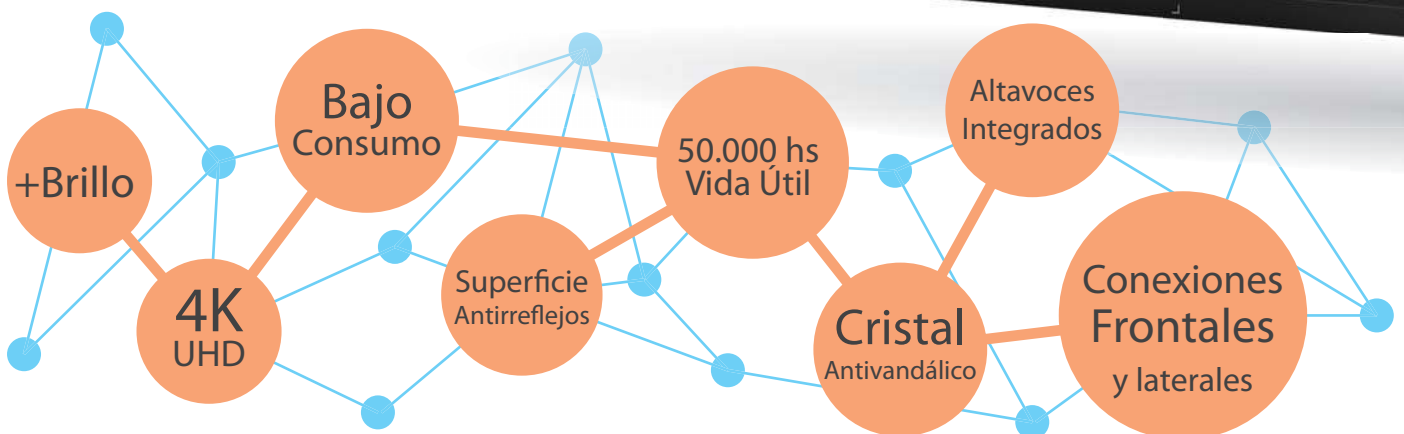 +Brillo
4K
UHD
Bajo
Consumo
Superficie
Antirreflejos
50.000 hs
Vida Útil
Cristal
Antivandálico
Altavoces
Integrados
Conexiones
Frontales
y laterales